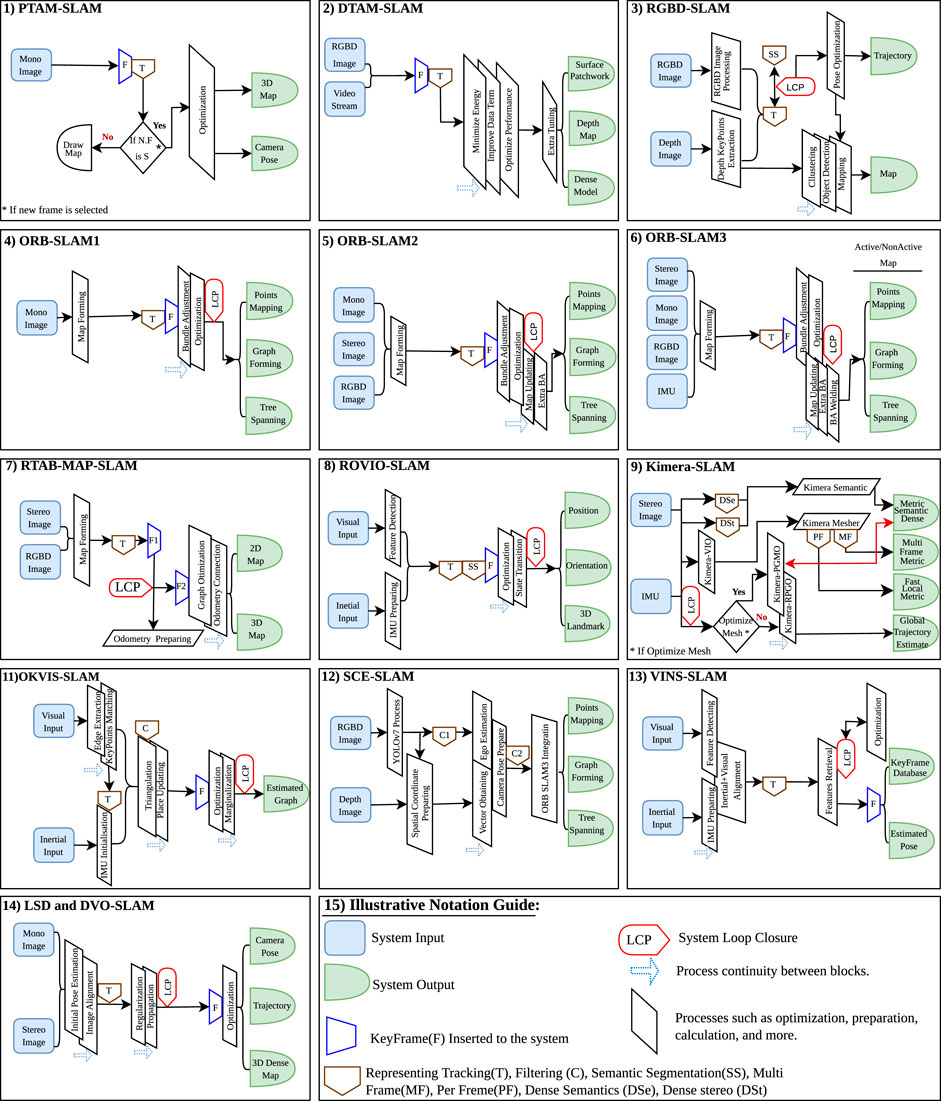 1) PTAM-SLAM
Mono
Image
F
T
If N.F
is S
*
No
Yes
Draw
Map
Optimization
3D
Map
Camera
Pose
* If new frame is selected
2) DTAM-SLAM
RGBD
Image
Video
Stream
F
T
Minimize Energy
Improve Data Term
Optimize Performance
Extra Tuning
Surface
Patchwork
Depth
Map
Dense
Model
3) RGBD-SLAM
RGBD
Image
Depth
Image
RGBD Image
Processing
Depth KeyPoints
Extraction
SS
LCP
T
Pose Optimization
Cllustering
Object Detection
Mapping
Trajectory
Map
4) ORB-SLAM1
Mono
Image
Map Forming
T
F
Bundle Adjustment
Optimization
LCP
Points
Mapping
Graph
Forming
Tree
Spanning
5) ORB-SLAM2
Mono
Image
Stereo
Image
RGBD
Image
Map Forming
T
F
Bundle Adjustment
Optimization
Map Updating
Extra BA
LCP
Points
Mapping
Graph
Forming
Tree
Spanning
6) ORB-SLAM3
Active/NonActive
Map
Stereo
Image
Mono
Image
RGBD
Image
IMU
Map Forming
T
F
Bundle Adjustment
Optimization
Map Updating
Extra BA
BA Welding
LCP
Points
Mapping
Graph
Forming
Tree
Spanning
7) RTAB-MAP-SLAM
Stereo
Image
RGBD
Image
Map Forming
T
F1
LCP
F2
Odometry Preparing
Graph Otimization
Odometry Connection
2D
Map
3D
Map
8) ROVIO-SLAM
Visual
Input
Inetial
Input
Feature Detection
IMU Preparing
T
SS
F
Optimization
State Transition
LCP
Position
Orientation
3D
Landmark
9) Kimera-SLAM
Stereo
Image
IMU
DSe
DSt
Kimera-VIO
LCP
Optimize
Mesh *
Yes
No
Kimera Semantic
Kimera Mesher
PF
MF
Kimera-PGMO
Kimera-RPGO
Metric
Semantic
Dense
Multi
Frame
Metric
Fast
Local
Metric
Global
Trajectory
Estimate
* If Optimize Mesh
11)OKVIS-SLAM
Visual
Input
Inertial
Input
Edge Extraction
KeyPoints Matching
T
IMU Initialisation
C
Triangulation
Place Updating
F
Optimization
Marginalization
LCP
Estimated
Graph
12) SCE-SLAM
RGBD
Image
Depth
Image
YOLOv7 Process
Spatial Coordinate
Preparing
C1
Ego Estimation
Vector Obtaining
Camera Pose Prepare
C2
ORB SLAM3 Integratin
Points
Mapping
Graph
Forming
Tree
Spanning
13) VINS-SLAM
Visual
Input
Inertial
Input
Feature Detecting
IMU Preparing
Inertial+Visual
Alignment
T
Features Retrieval
LCP
Optimization
F
KeyFrame
Database
Estimated
Pose
14) LSD and DVO-SLAM
Mono
Image
Stereo
Image
Initial Pose Estimation
Image Alignment
T
Regularization
Propagation
LCP
F
Optimization
Camera
Pose
Trajectory
3D Dense
Map
15) Illustrative Notation Guide:
System Input
System Output
KeyFrame(F) Inserted to the system
LCP
System Loop Closure
Process continuity between blocks.
Processes such as optimization, preparation,
calculation, and more.
Representing Tracking(T), Filtering (C), Semantic Segmentation(SS), Multi
Frame(MF), Per Freme(PF), Dense Semantics (DSe), Dense stereo (DSt)